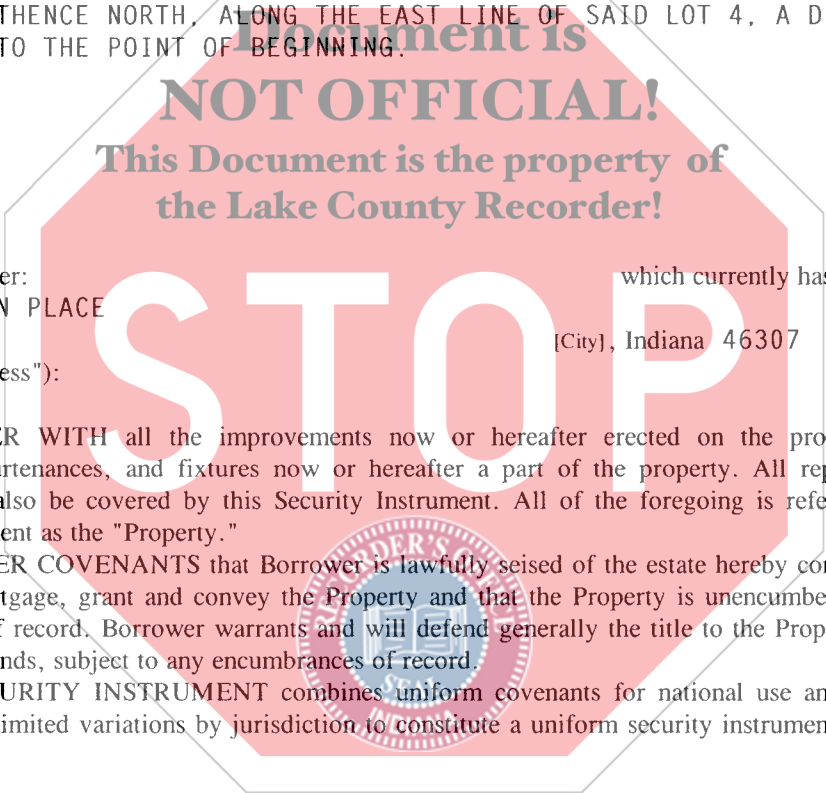 THENCE NORTH, ALONG THE EAST LINE OF SAID LOT 4, A D
Document is
TO THE POINT OF BEGINNING.
NOT OFFICIAL!
This Document is the property of
the Lake County Recorder!
er: which currently has
N PLACE
[City], Indiana 46307
ess"):
STOP
ER WITH all the improvements now or hereafter erected on the pro
urtenances, and fixtures now or hereafter a part of the property. All rep
also be covered by this Security Instrument. All of the foregoing is refe
ent as the "Property."
ER COVENANTS that Borrower is lawfully seised of the estate hereby con
tgage, grant and convey the Property and that the Property is unencumbe
f record. Borrower warrants and will defend generally the title to the Prop
nds, subject to any encumbrances of record.
URITY INSTRUMENT combines uniform covenants for national use an
imited variations by jurisdiction to constitute a uniform security instrumen
RECORDER'S OFFICE
SEAL